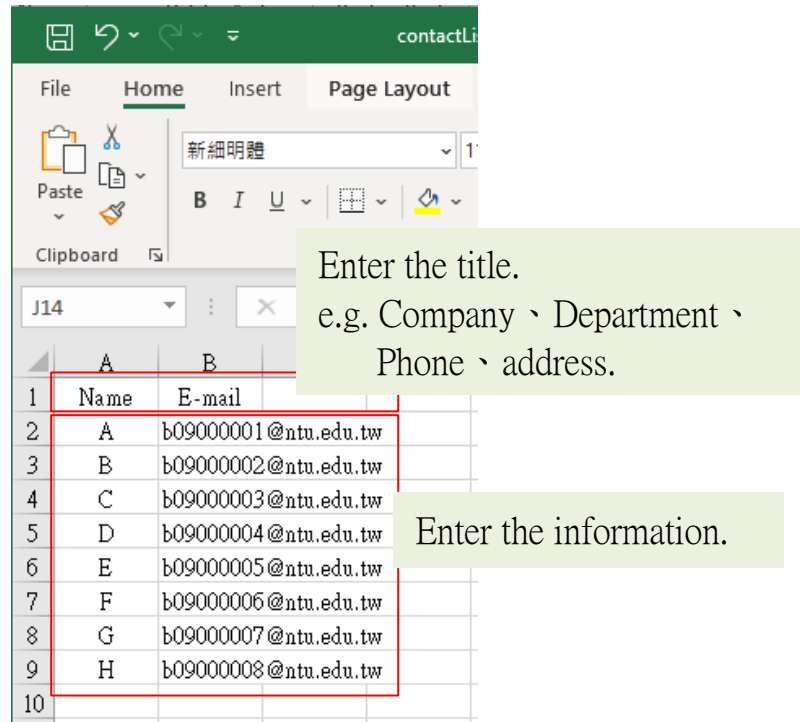 contactLi
File Home Insert Page Layout
新細明體
Paste
B I U
Clipboard
Enter the title.
e.g. Company、Department、
Phone、address.
J14
A B
1 Name E-mail
2 A b09000001@ntu.edu.tw
3 B b09000002@ntu.edu.tw
4 C b09000003@ntu.edu.tw
5 D b09000004@ntu.edu.tw
Enter the information.
6 E b09000005@ntu.edu.tw
7 F b09000006@ntu.edu.tw
8 G b09000007@ntu.edu.tw
9 H b09000008@ntu.edu.tw
10